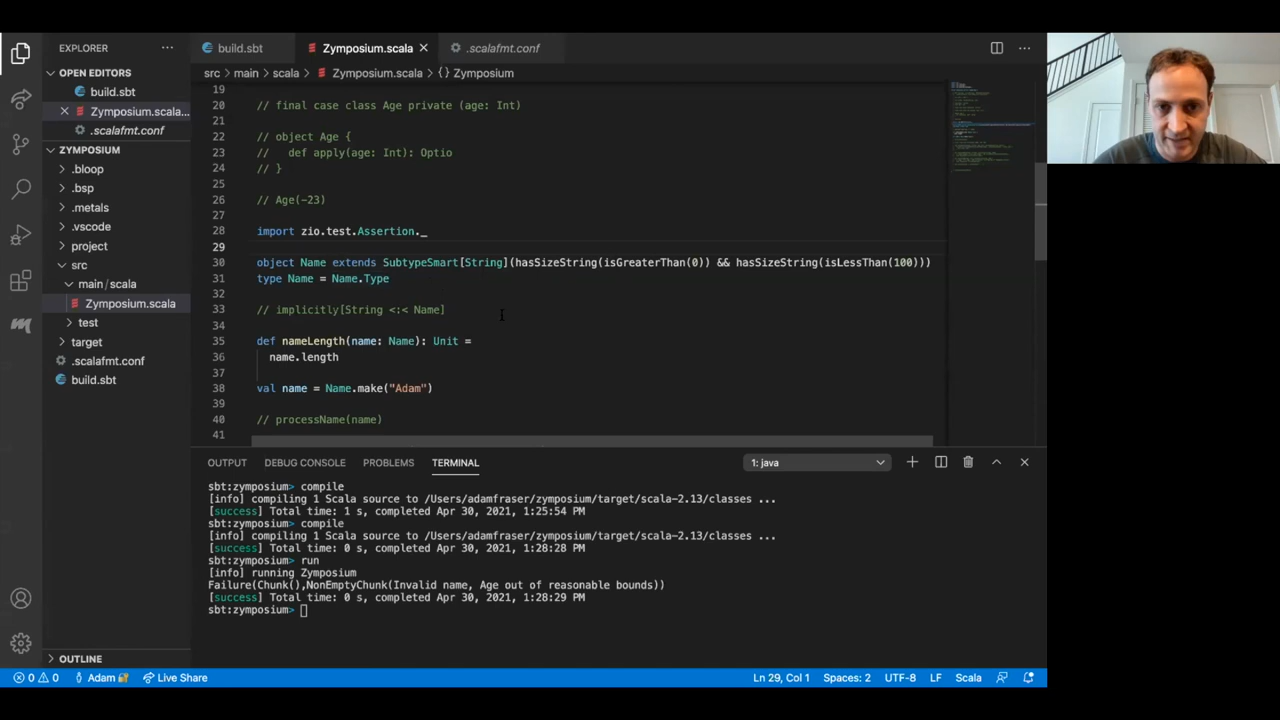 EXPLORER
OPEN EDITORS
build.sbt
Zymposium.scala...
.scalafmt.conf
ZYMPOSIUM
.bloop
.bsp
.metals
.vscode
project
src
main/scala
Zymposium.scala
test
target
.scalafmt.conf
build.sbt
OUTLINE
build.sbt
Zymposium.scala
.scalafmt.conf
src > main > scala > Zymposium.scala > {} Zymposium
19
20 // final case class Age private (age: Int)
21
22 // object Age {
23 //   def apply(age: Int): Optio
24 // }
25
26 // Age(-23)
27
28 import zio.test.Assertion._
29
30 object Name extends SubtypeSmart[String](hasSizeString(isGreaterThan(0)) && hasSizeString(isLessThan(100)))
31 type Name = Name.Type
32
33 // implicitly[String <:< Name]
34
35 def nameLength(name: Name): Unit =
36   name.length
37
38 val name = Name.make("Adam")
39
40 // processName(name)
41
OUTPUT DEBUG CONSOLE PROBLEMS TERMINAL 1: java
sbt:zymposium> compile
[info] compiling 1 Scala source to /Users/adamfraser/zymposium/target/scala-2.13/classes ...
[success] Total time: 1 s, completed Apr 30, 2021, 1:25:54 PM
sbt:zymposium> compile
[info] compiling 1 Scala source to /Users/adamfraser/zymposium/target/scala-2.13/classes ...
[success] Total time: 0 s, completed Apr 30, 2021, 1:28:28 PM
sbt:zymposium> run
[info] running Zymposium
Failure(Chunk(),NonEmptyChunk(Invalid name, Age out of reasonable bounds))
[success] Total time: 0 s, completed Apr 30, 2021, 1:28:29 PM
sbt:zymposium>
0 0 Adam Live Share Ln 29, Col 1 Spaces: 2 UTF-8 LF Scala